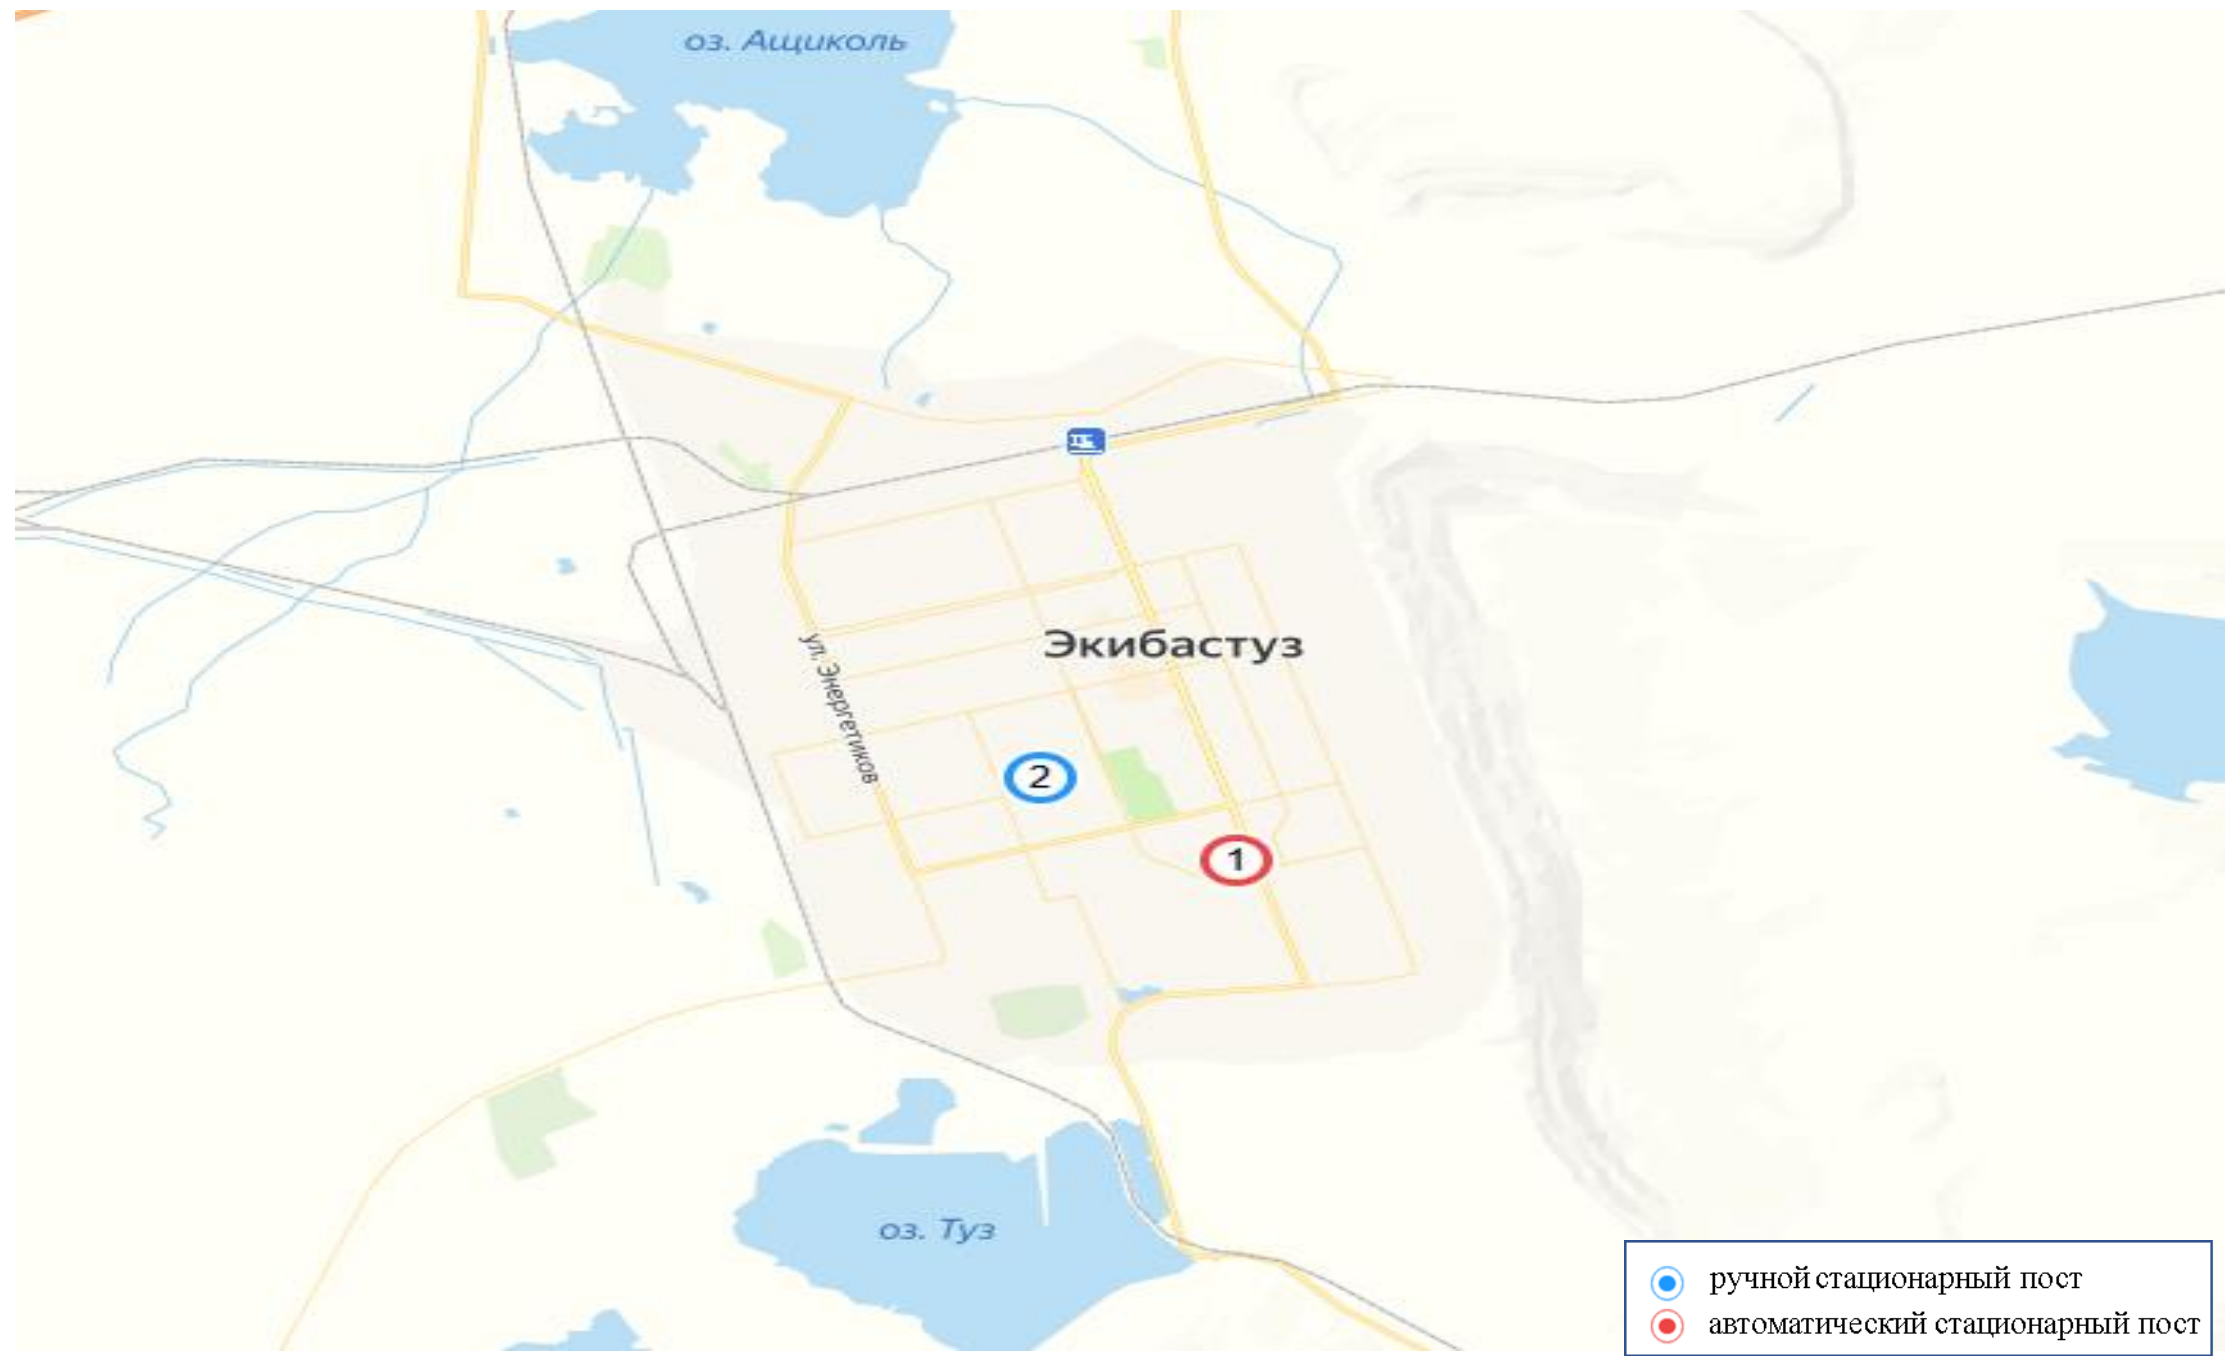 оз. Ащиколь
Экибастуз
ул. Энергетиков
2
1
оз. Туз
ручной стационарный пост
автоматический стационарный пост